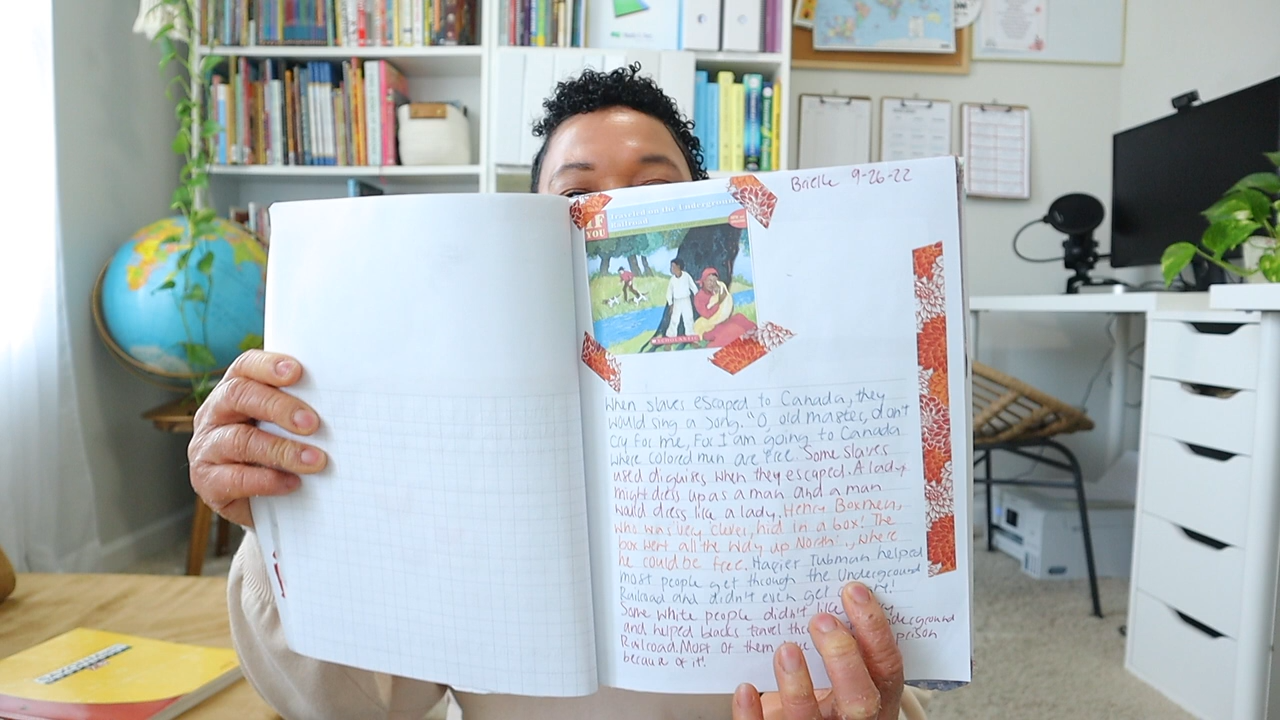 Brielle 9-26-22
IF
YOU
Traveled on the Underground
Railroad
SCHOLASTIC
When slaves escaped to Canada, they
would sing a song. "O, old master, don't
cry for me, For I am going to Canada
where colored men are free. Some slaves
used disguises when they escaped. A lady
might dress up as a man and a man
would dress like a lady. Henry Boxmen,
who was very clever, hid in a box! The
box went all the way up North!.., where
he could be free. Harier Tubman helped
most people get through the Underground
Railroad and didn't even get
Some white people didn't like
and helped blacks travel underground
Railroad. Most of them prison
because of it!